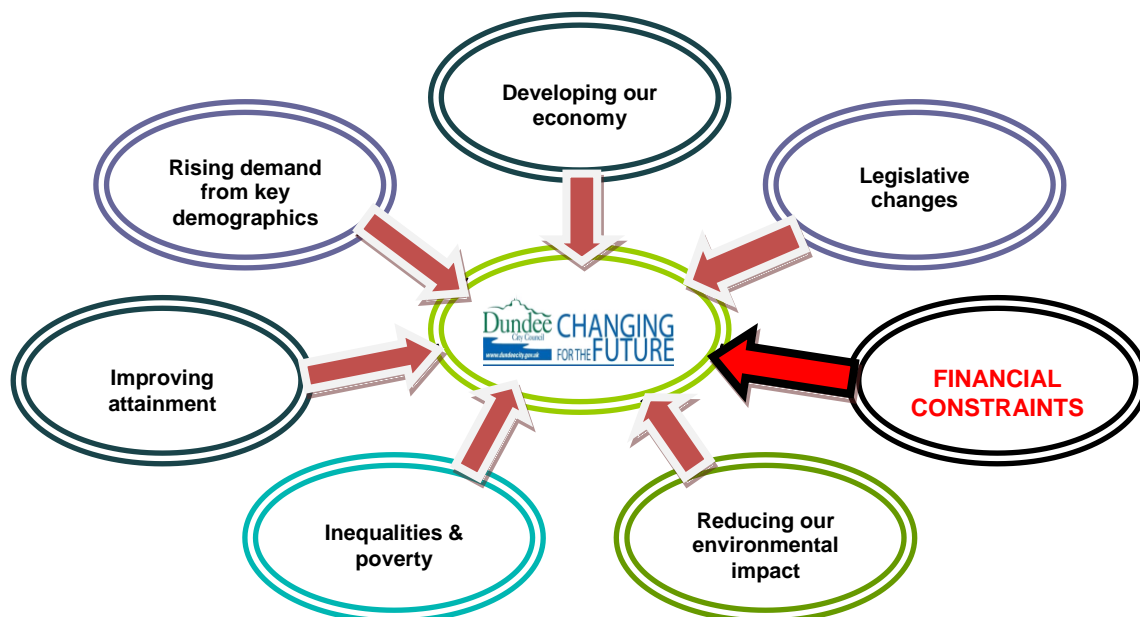 Developing our
economy
Rising demand
from key
demographics
Legislative
changes
Dundee
City Council
www.dundeecity.gov.uk
CHANGING
FOR THE FUTURE
Improving
attainment
FINANCIAL
CONSTRAINTS
Inequalities &
poverty
Reducing our
environmental
impact